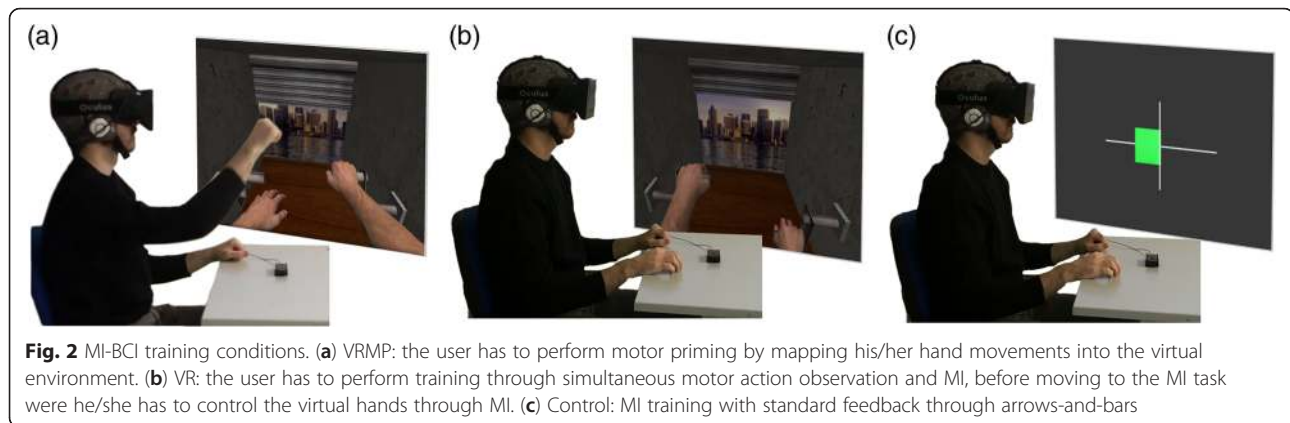 (a) (b) (c)
Oculus Oculus Oculus
Fig. 2 MI-BCI training conditions. (a) VRMP: the user has to perform motor priming by mapping his/her hand movements into the virtual
environment. (b) VR: the user has to perform training through simultaneous motor action observation and MI, before moving to the MI task
were he/she has to control the virtual hands through MI. (c) Control: MI training with standard feedback through arrows-and-bars